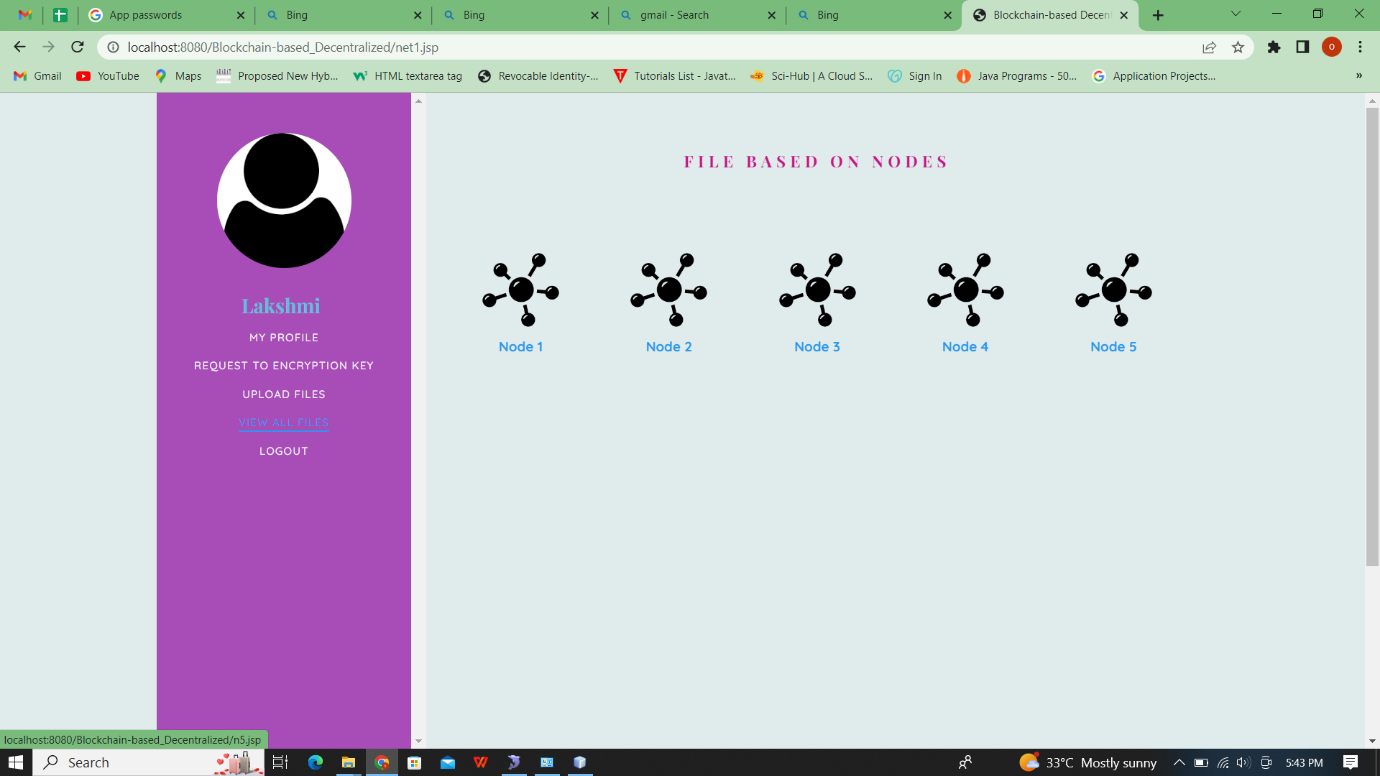 App passwords
Bing
Bing
gmail - Search
Bing
Blockchain-based Decent
localhost:8080/Blockchain-based_Decentralized/net1.jsp
O
Gmail
YouTube
Maps
Proposed New Hyb...
HTML textarea tag
Revocable Identity-...
Tutorials List - Javat...
Sci-Hub | A Cloud S...
Sign In
Java Programs - 50...
Application Projects...
»
FILE BASED ON NODES
Lakshmi
MY PROFILE
REQUEST TO ENCRYPTION KEY
UPLOAD FILES
VIEW ALL FILES
LOGOUT
Node 1
Node 2
Node 3
Node 4
Node 5
localhost:8080/Blockchain-based_Decentralized/n5.jsp
Search
33°C Mostly sunny
5:43 PM